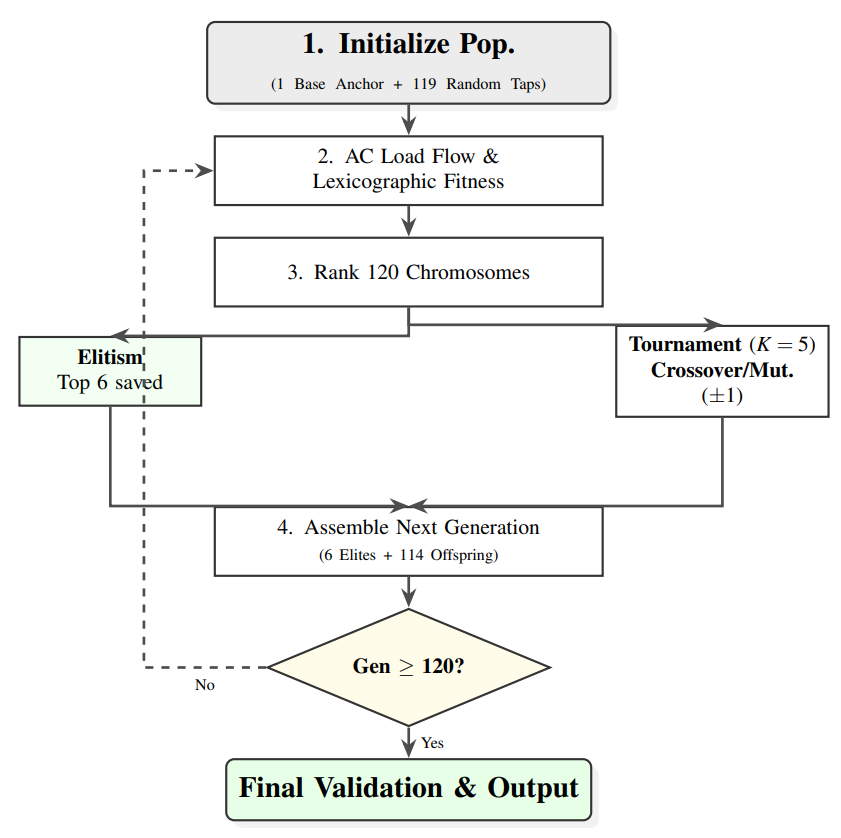 1. Initialize Pop.
(1 Base Anchor + 119 Random Taps)
2. AC Load Flow &
Lexicographic Fitness
3. Rank 120 Chromosomes
Elitism
Top 6 saved
Tournament (K = 5)
Crossover/Mut.
(±1)
4. Assemble Next Generation
(6 Elites + 114 Offspring)
Gen ≥ 120?
No
Yes
Final Validation & Output